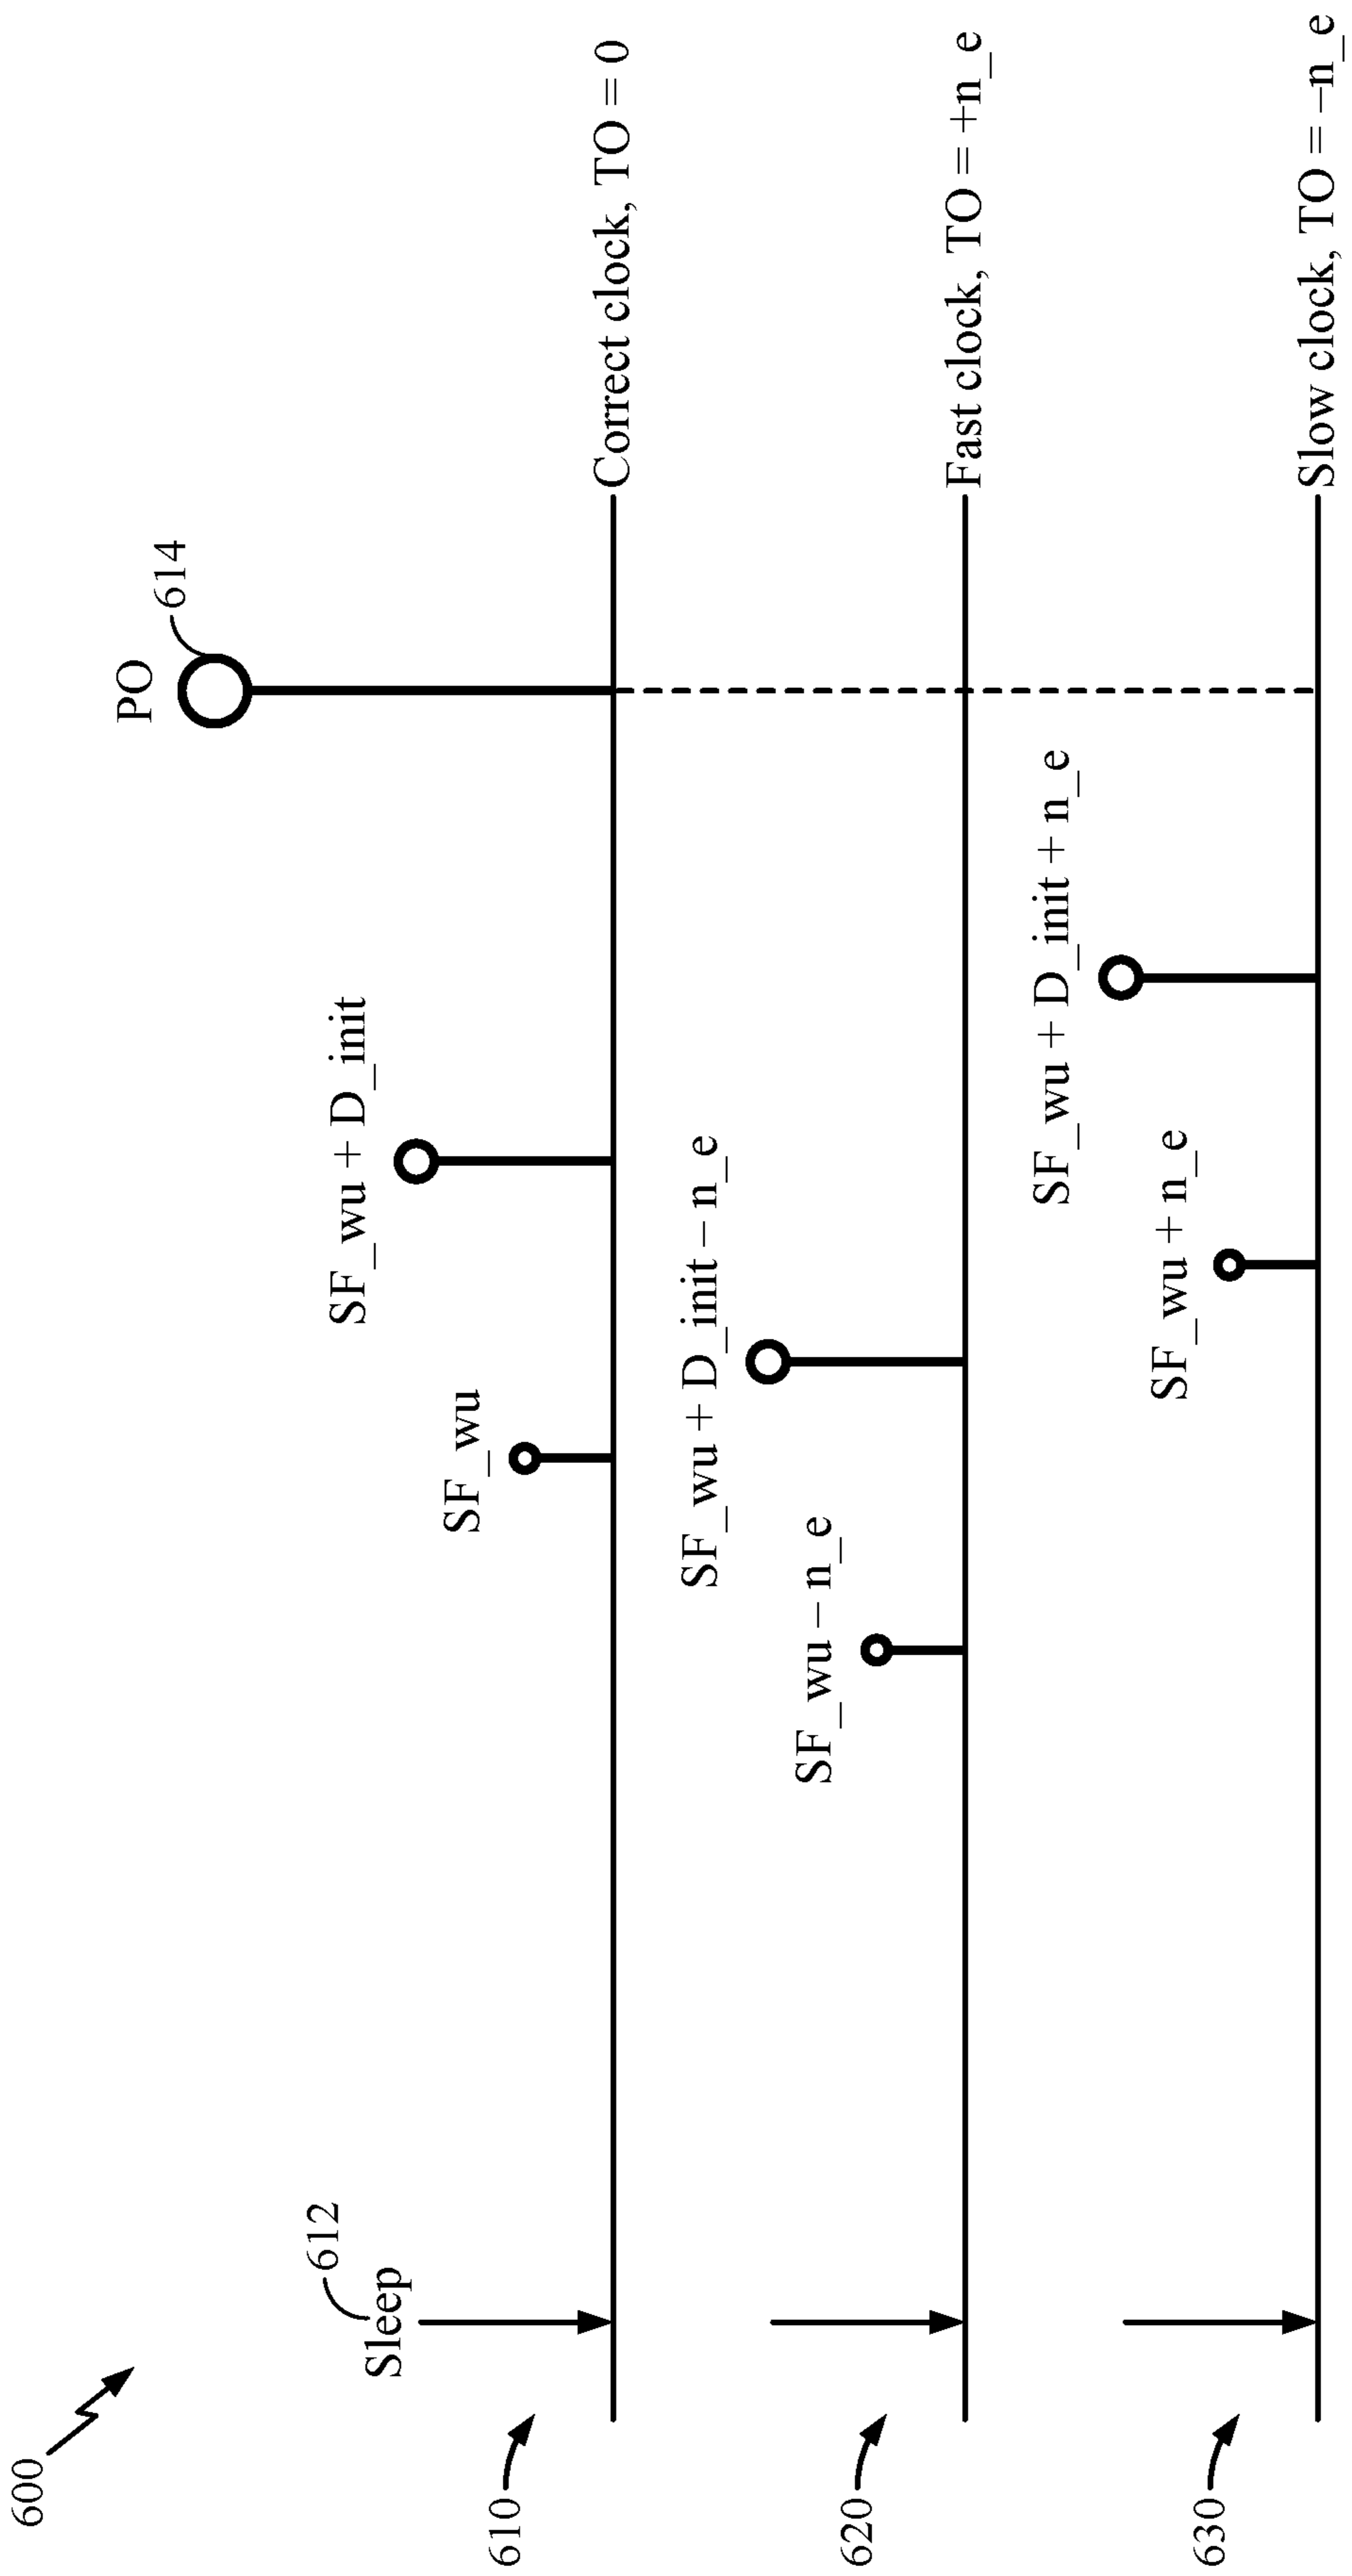 600
PO
614
612
Sleep
SF_wu
SF_wu + D_init
610
Correct clock, TO = 0
SF_wu – n_e
SF_wu + D_init – n_e
620
Fast clock, TO = +n_e
SF_wu + n_e
SF_wu + D_init + n_e
630
Slow clock, TO = –n_e